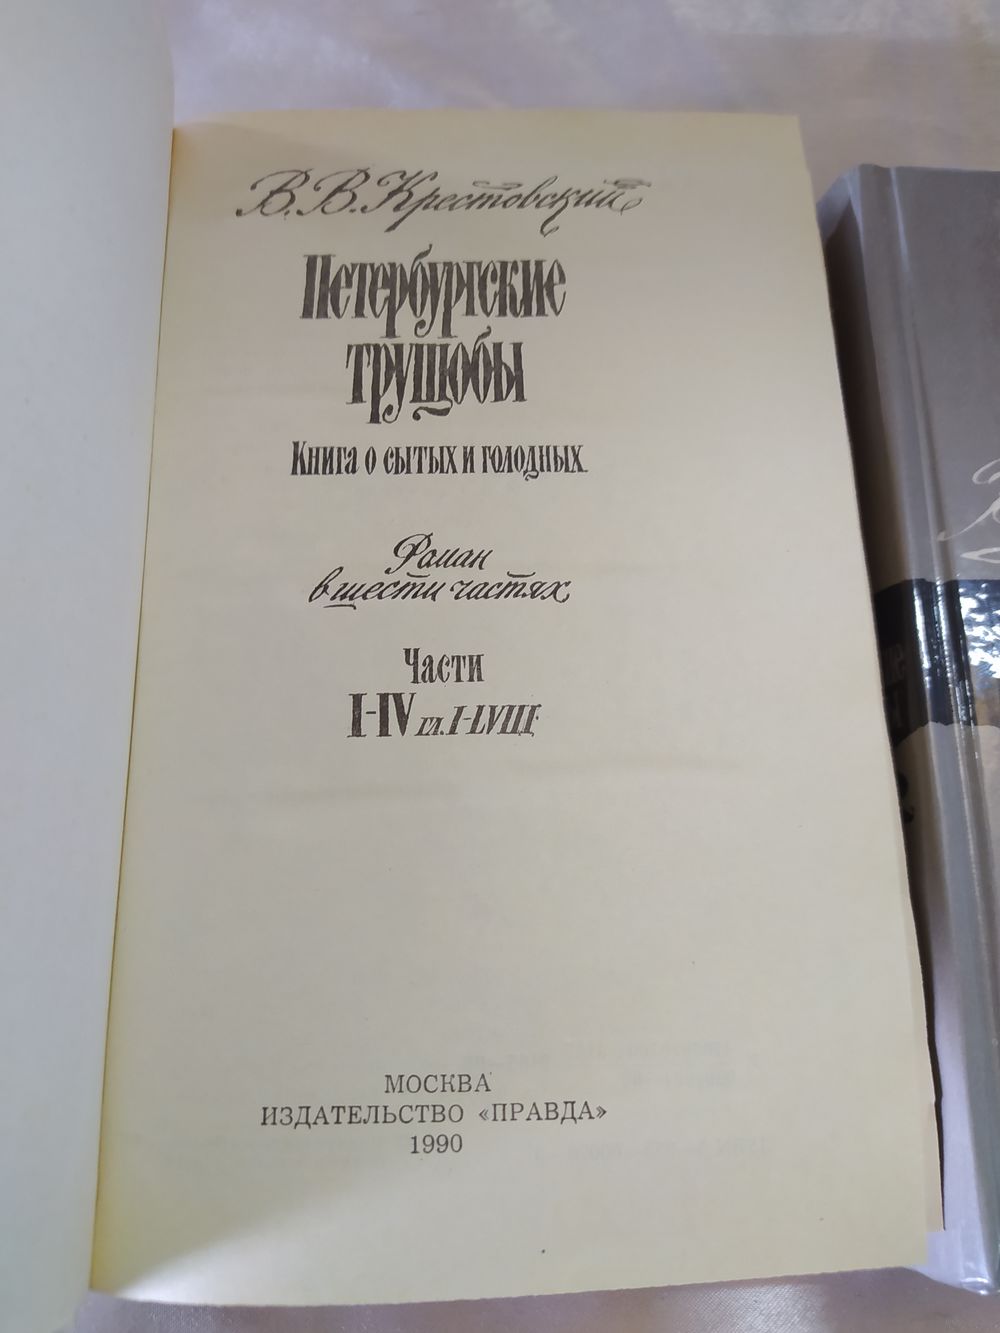 В.В.Крестовский
Петербургские
трущобы
Книга о сытых и голодных
Роман
в шести частях
Части
I-IV гл. I-LVIII
МОСКВА
ИЗДАТЕЛЬСТВО «ПРАВДА»
1990